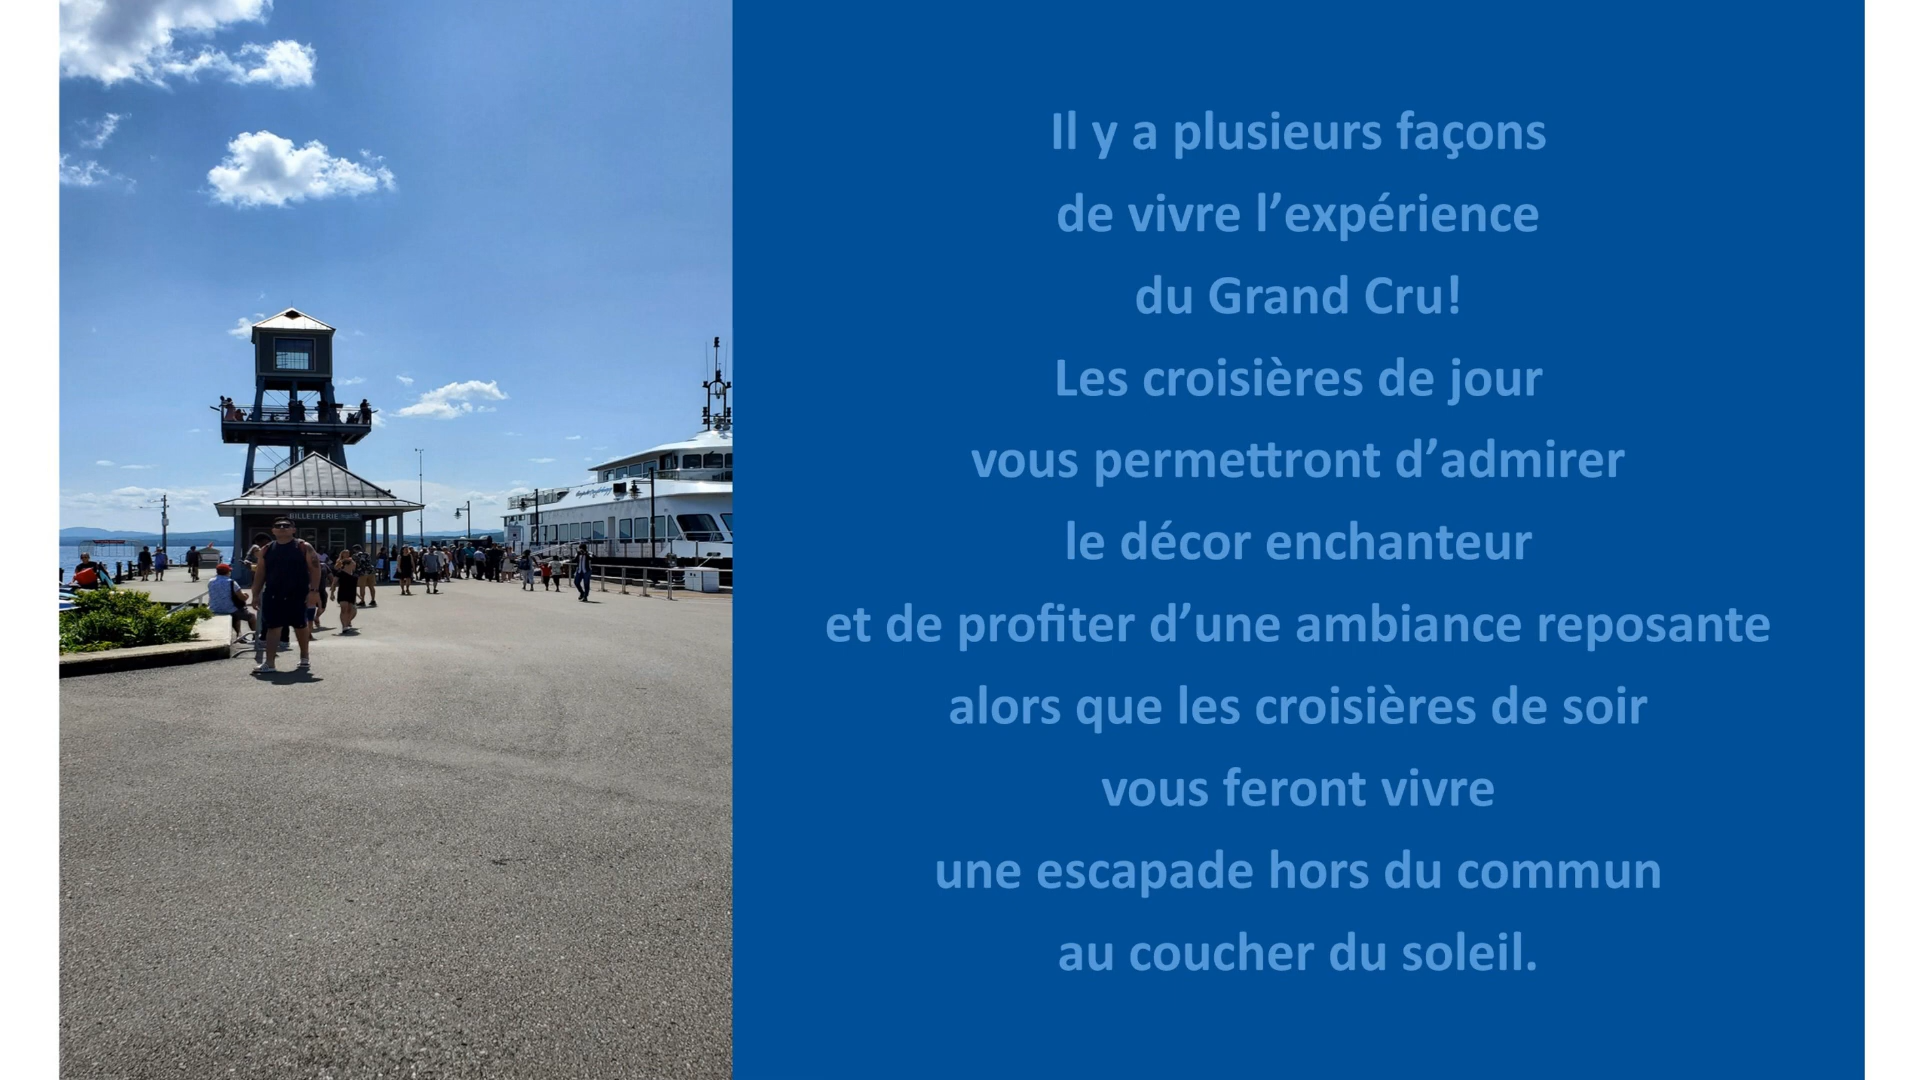 BILLETTERIE
Il y a plusieurs façons
de vivre l’expérience
du Grand Cru!
Les croisières de jour
vous permettront d’admirer
le décor enchanteur
et de profiter d’une ambiance reposante
alors que les croisières de soir
vous feront vivre
une escapade hors du commun
au coucher du soleil.